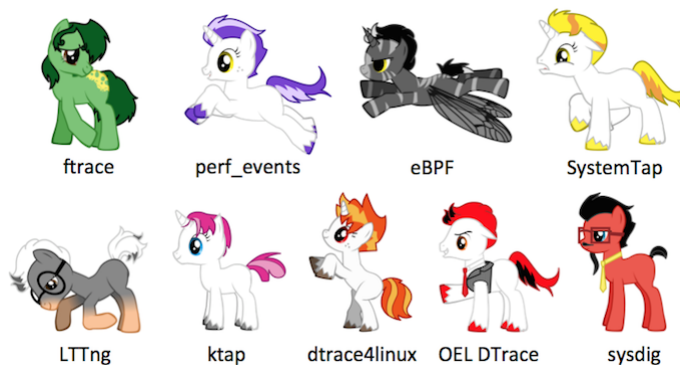 ftrace perf_events eBPF SystemTap
LTTng ktap dtrace4linux OEL DTrace sysdig